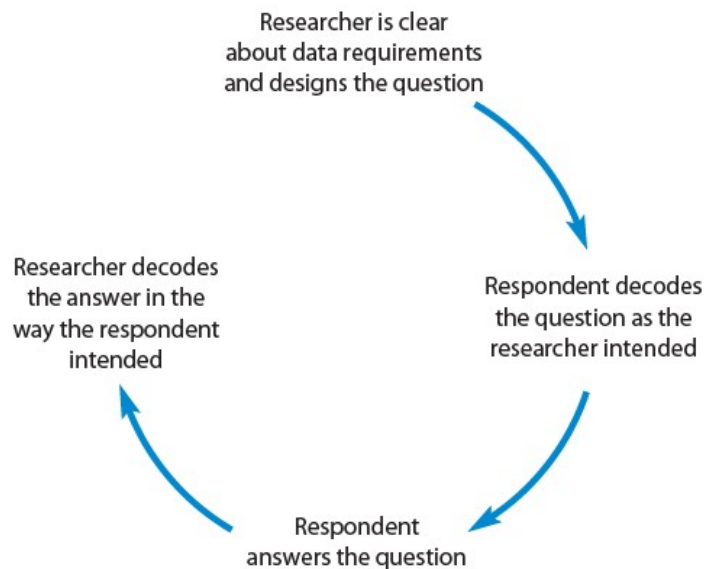 Researcher is clear
about data requirements
and designs the question
Respondent decodes
the question as the
researcher intended
Respondent
answers the question
Researcher decodes
the answer in the
way the respondent
intended